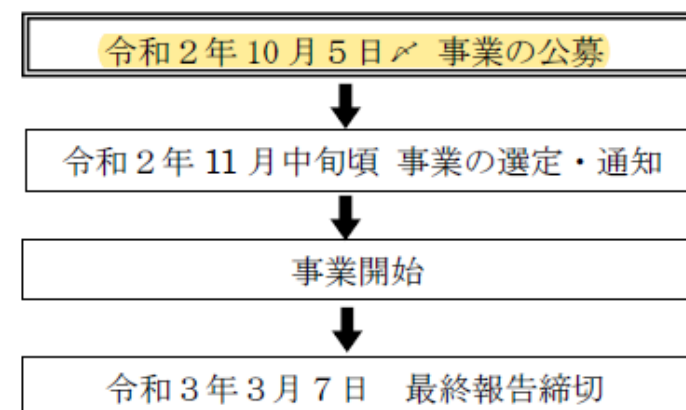 令和２年 10 月５日〆 事業の公募
令和２年 11 月中旬頃 事業の選定・通知
事業開始
令和３年３月７日　最終報告締切